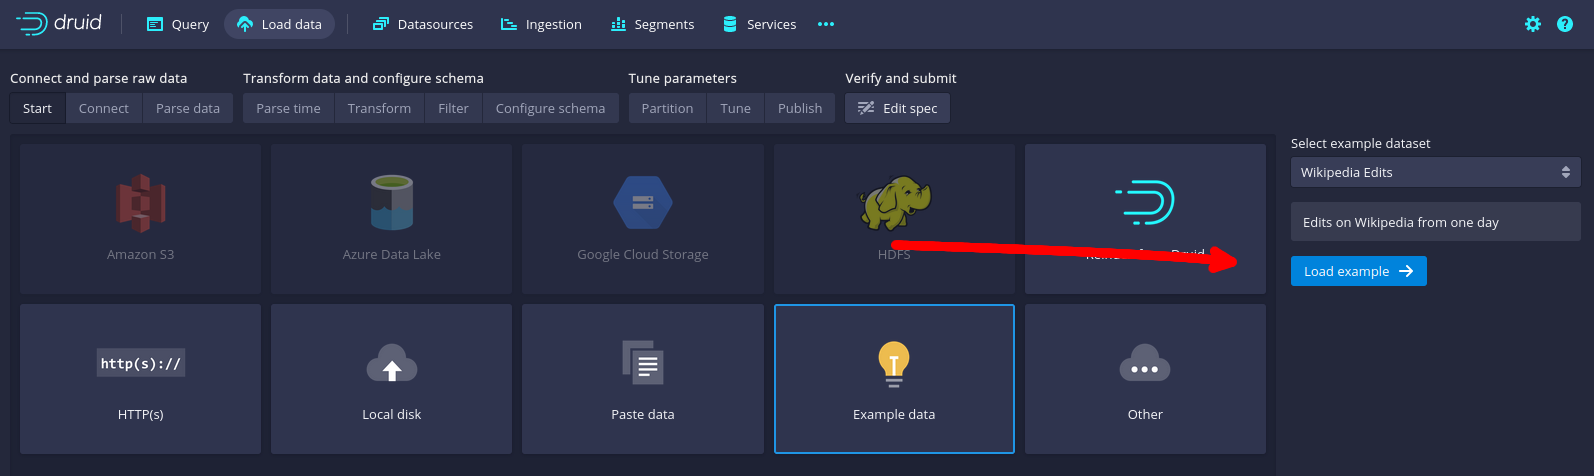 druid Query Load data Datasources Ingestion Segments Services
Connect and parse raw data Transform data and configure schema Tune parameters Verify and submit
Start Connect Parse data Parse time Transform Filter Configure schema Partition Tune Publish Edit spec
Select example dataset
Wikipedia Edits
Edits on Wikipedia from one day
Load example
Amazon S3 Azure Data Lake Google Cloud Storage HDFS Druid
http(s)://
HTTP(s) Local disk Paste data Example data Other